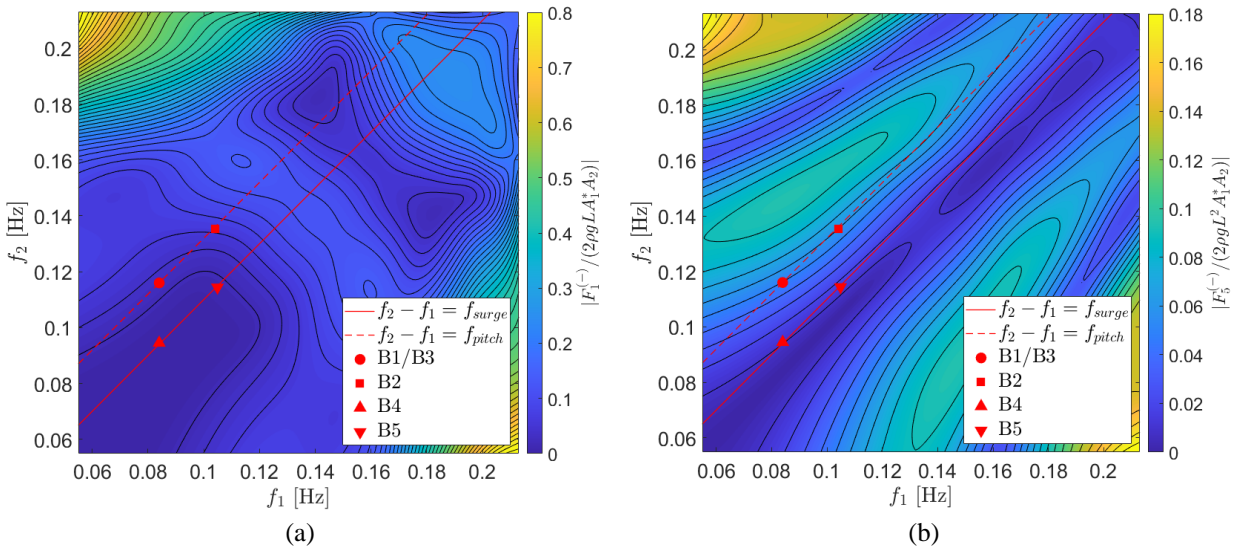 0.2
0.18
0.16
0.14
0.12
0.1
0.08
0.06
f₂ [Hz]
0.06 0.08 0.1 0.12 0.14 0.16 0.18 0.2
f₁ [Hz]
f₂ − f₁ = f_surge
f₂ − f₁ = f_pitch
B1/B3
B2
B4
B5
0.8
0.7
0.6
0.5
0.4
0.3
0.2
0.1
0
|F₁^(−)/(2ρgLA₁*A₂)|
(a)
0.2
0.18
0.16
0.14
0.12
0.1
0.08
0.06
f₂ [Hz]
0.06 0.08 0.1 0.12 0.14 0.16 0.18 0.2
f₁ [Hz]
f₂ − f₁ = f_surge
f₂ − f₁ = f_pitch
B1/B3
B2
B4
B5
0.18
0.16
0.14
0.12
0.1
0.08
0.06
0.04
0.02
0
|F₅^(−)/(2ρgL²A₁*A₂)|
(b)